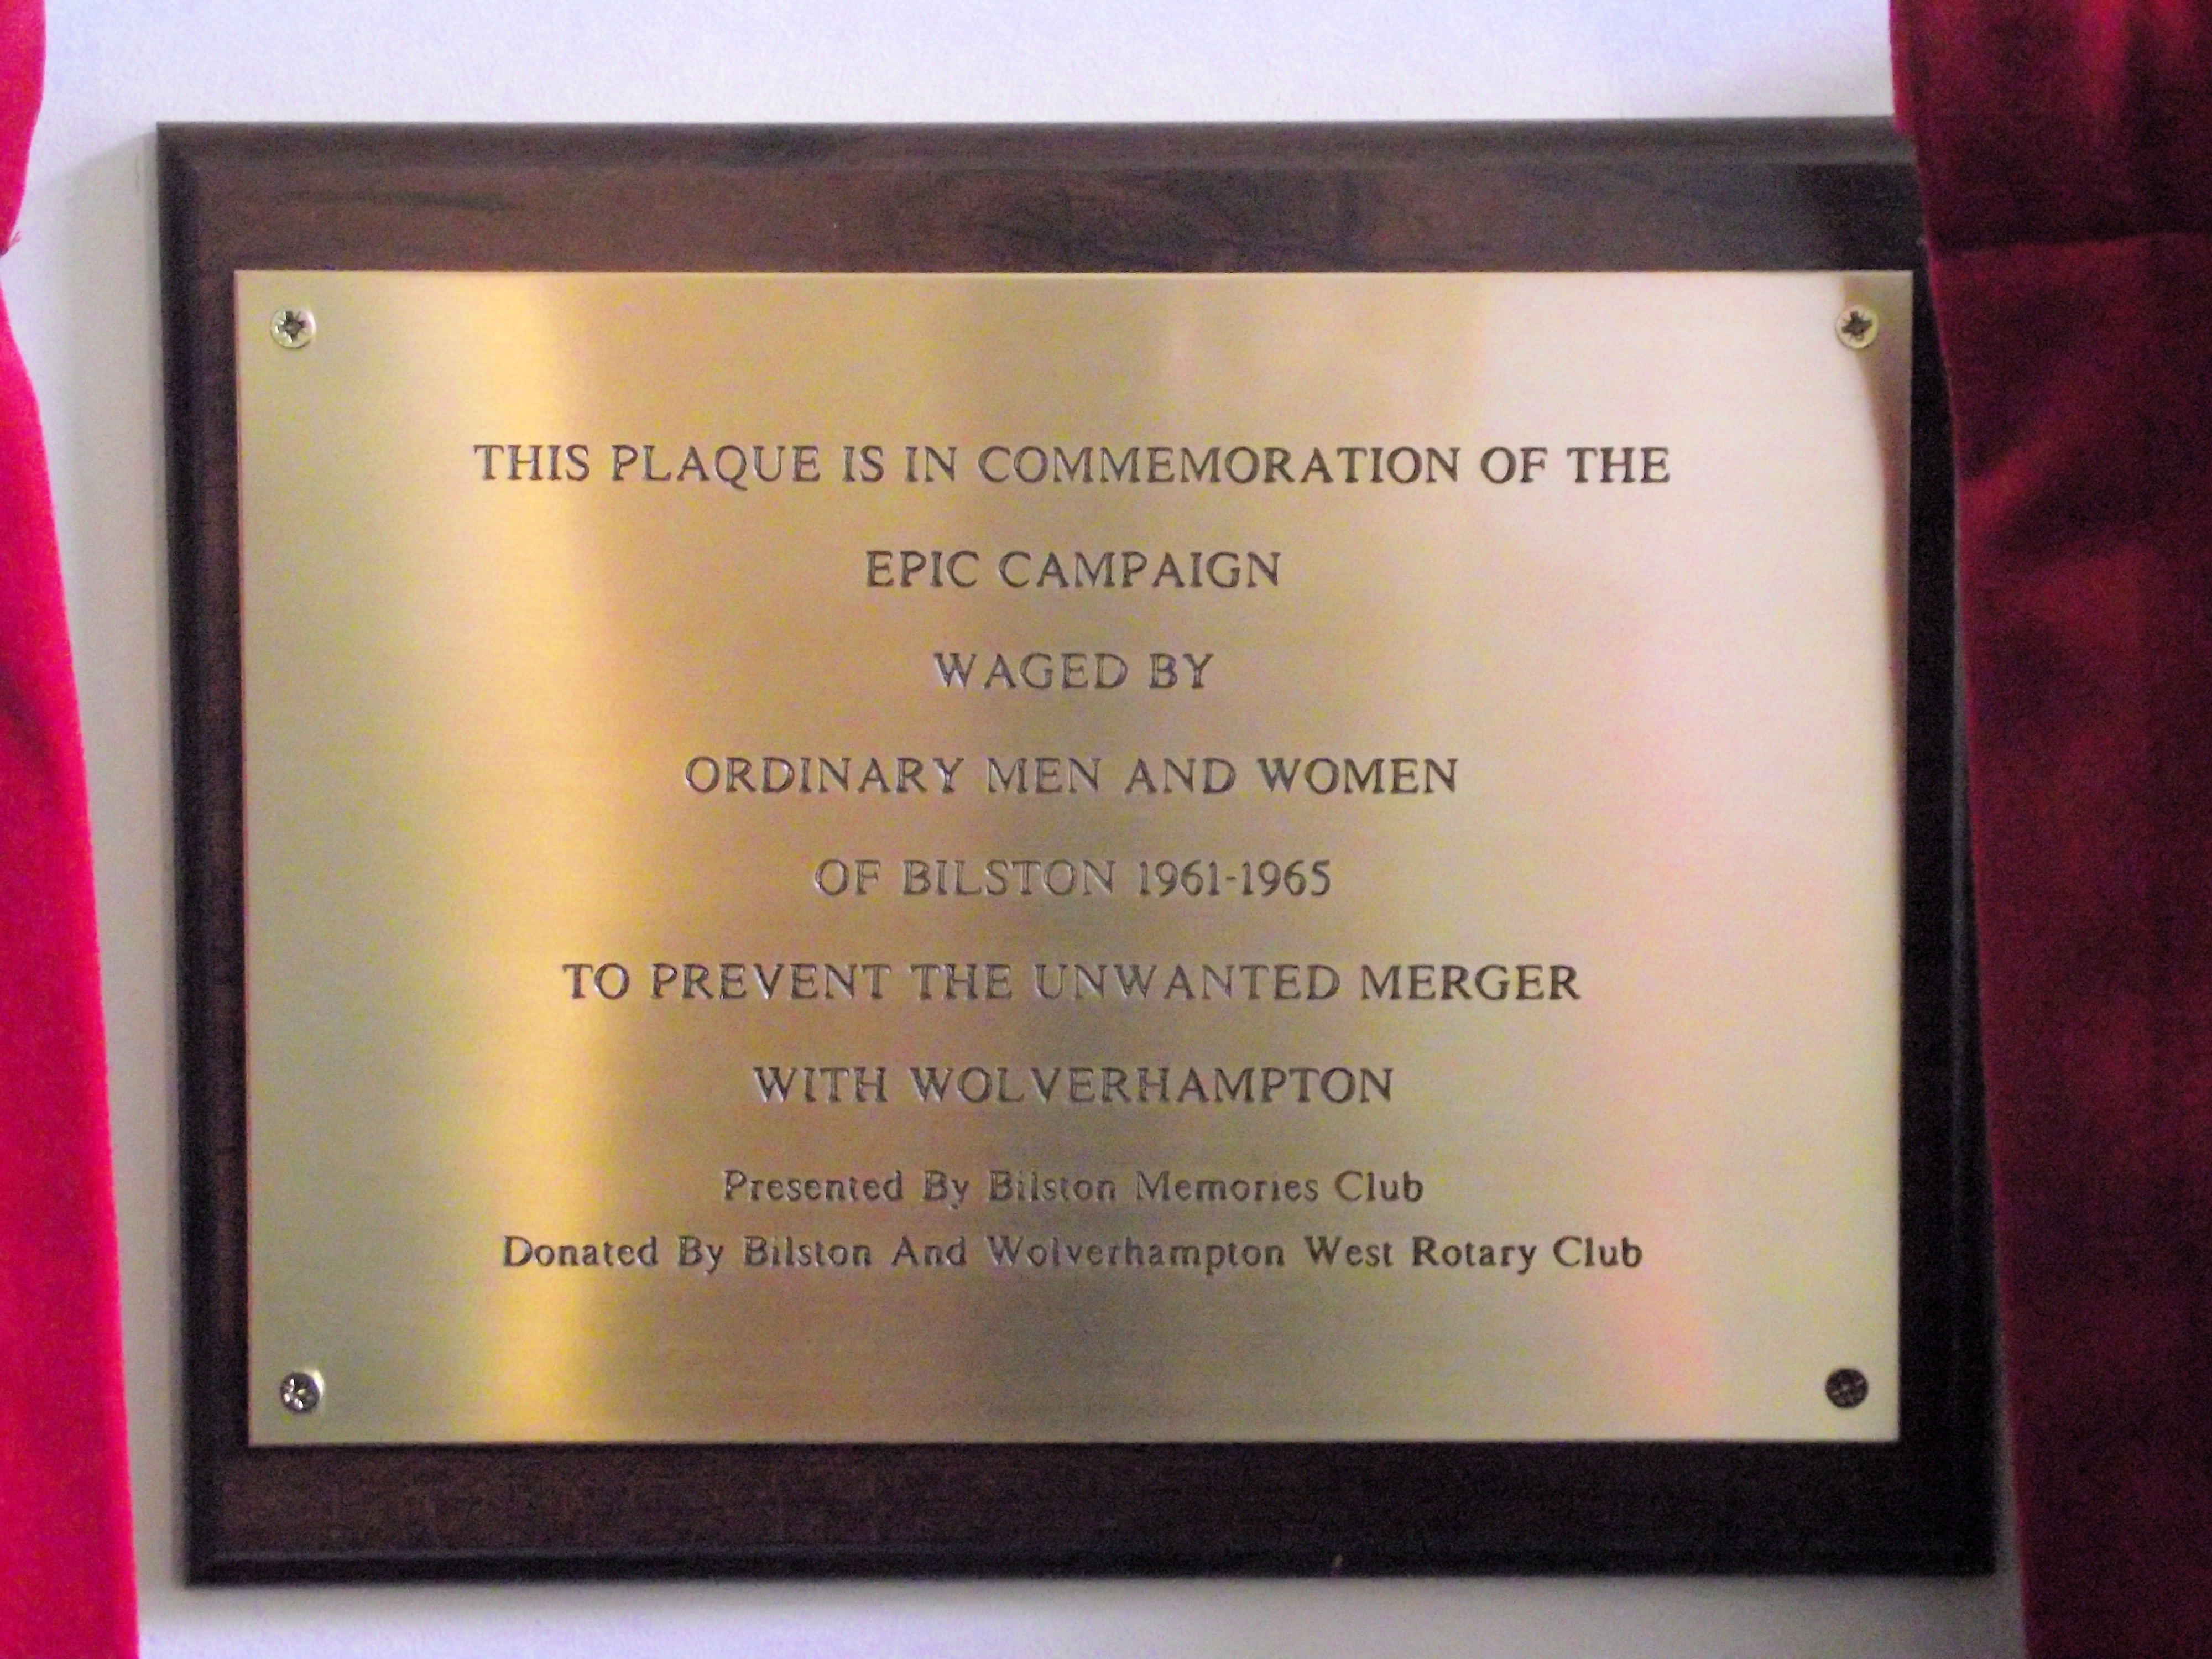 THIS PLAQUE IS IN COMMEMORATION OF THE
EPIC CAMPAIGN
WAGED BY
ORDINARY MEN AND WOMEN
OF BILSTON 1961-1965
TO PREVENT THE UNWANTED MERGER
WITH WOLVERHAMPTON
Presented By Bilston Memories Club
Donated By Bilston And Wolverhampton West Rotary Club